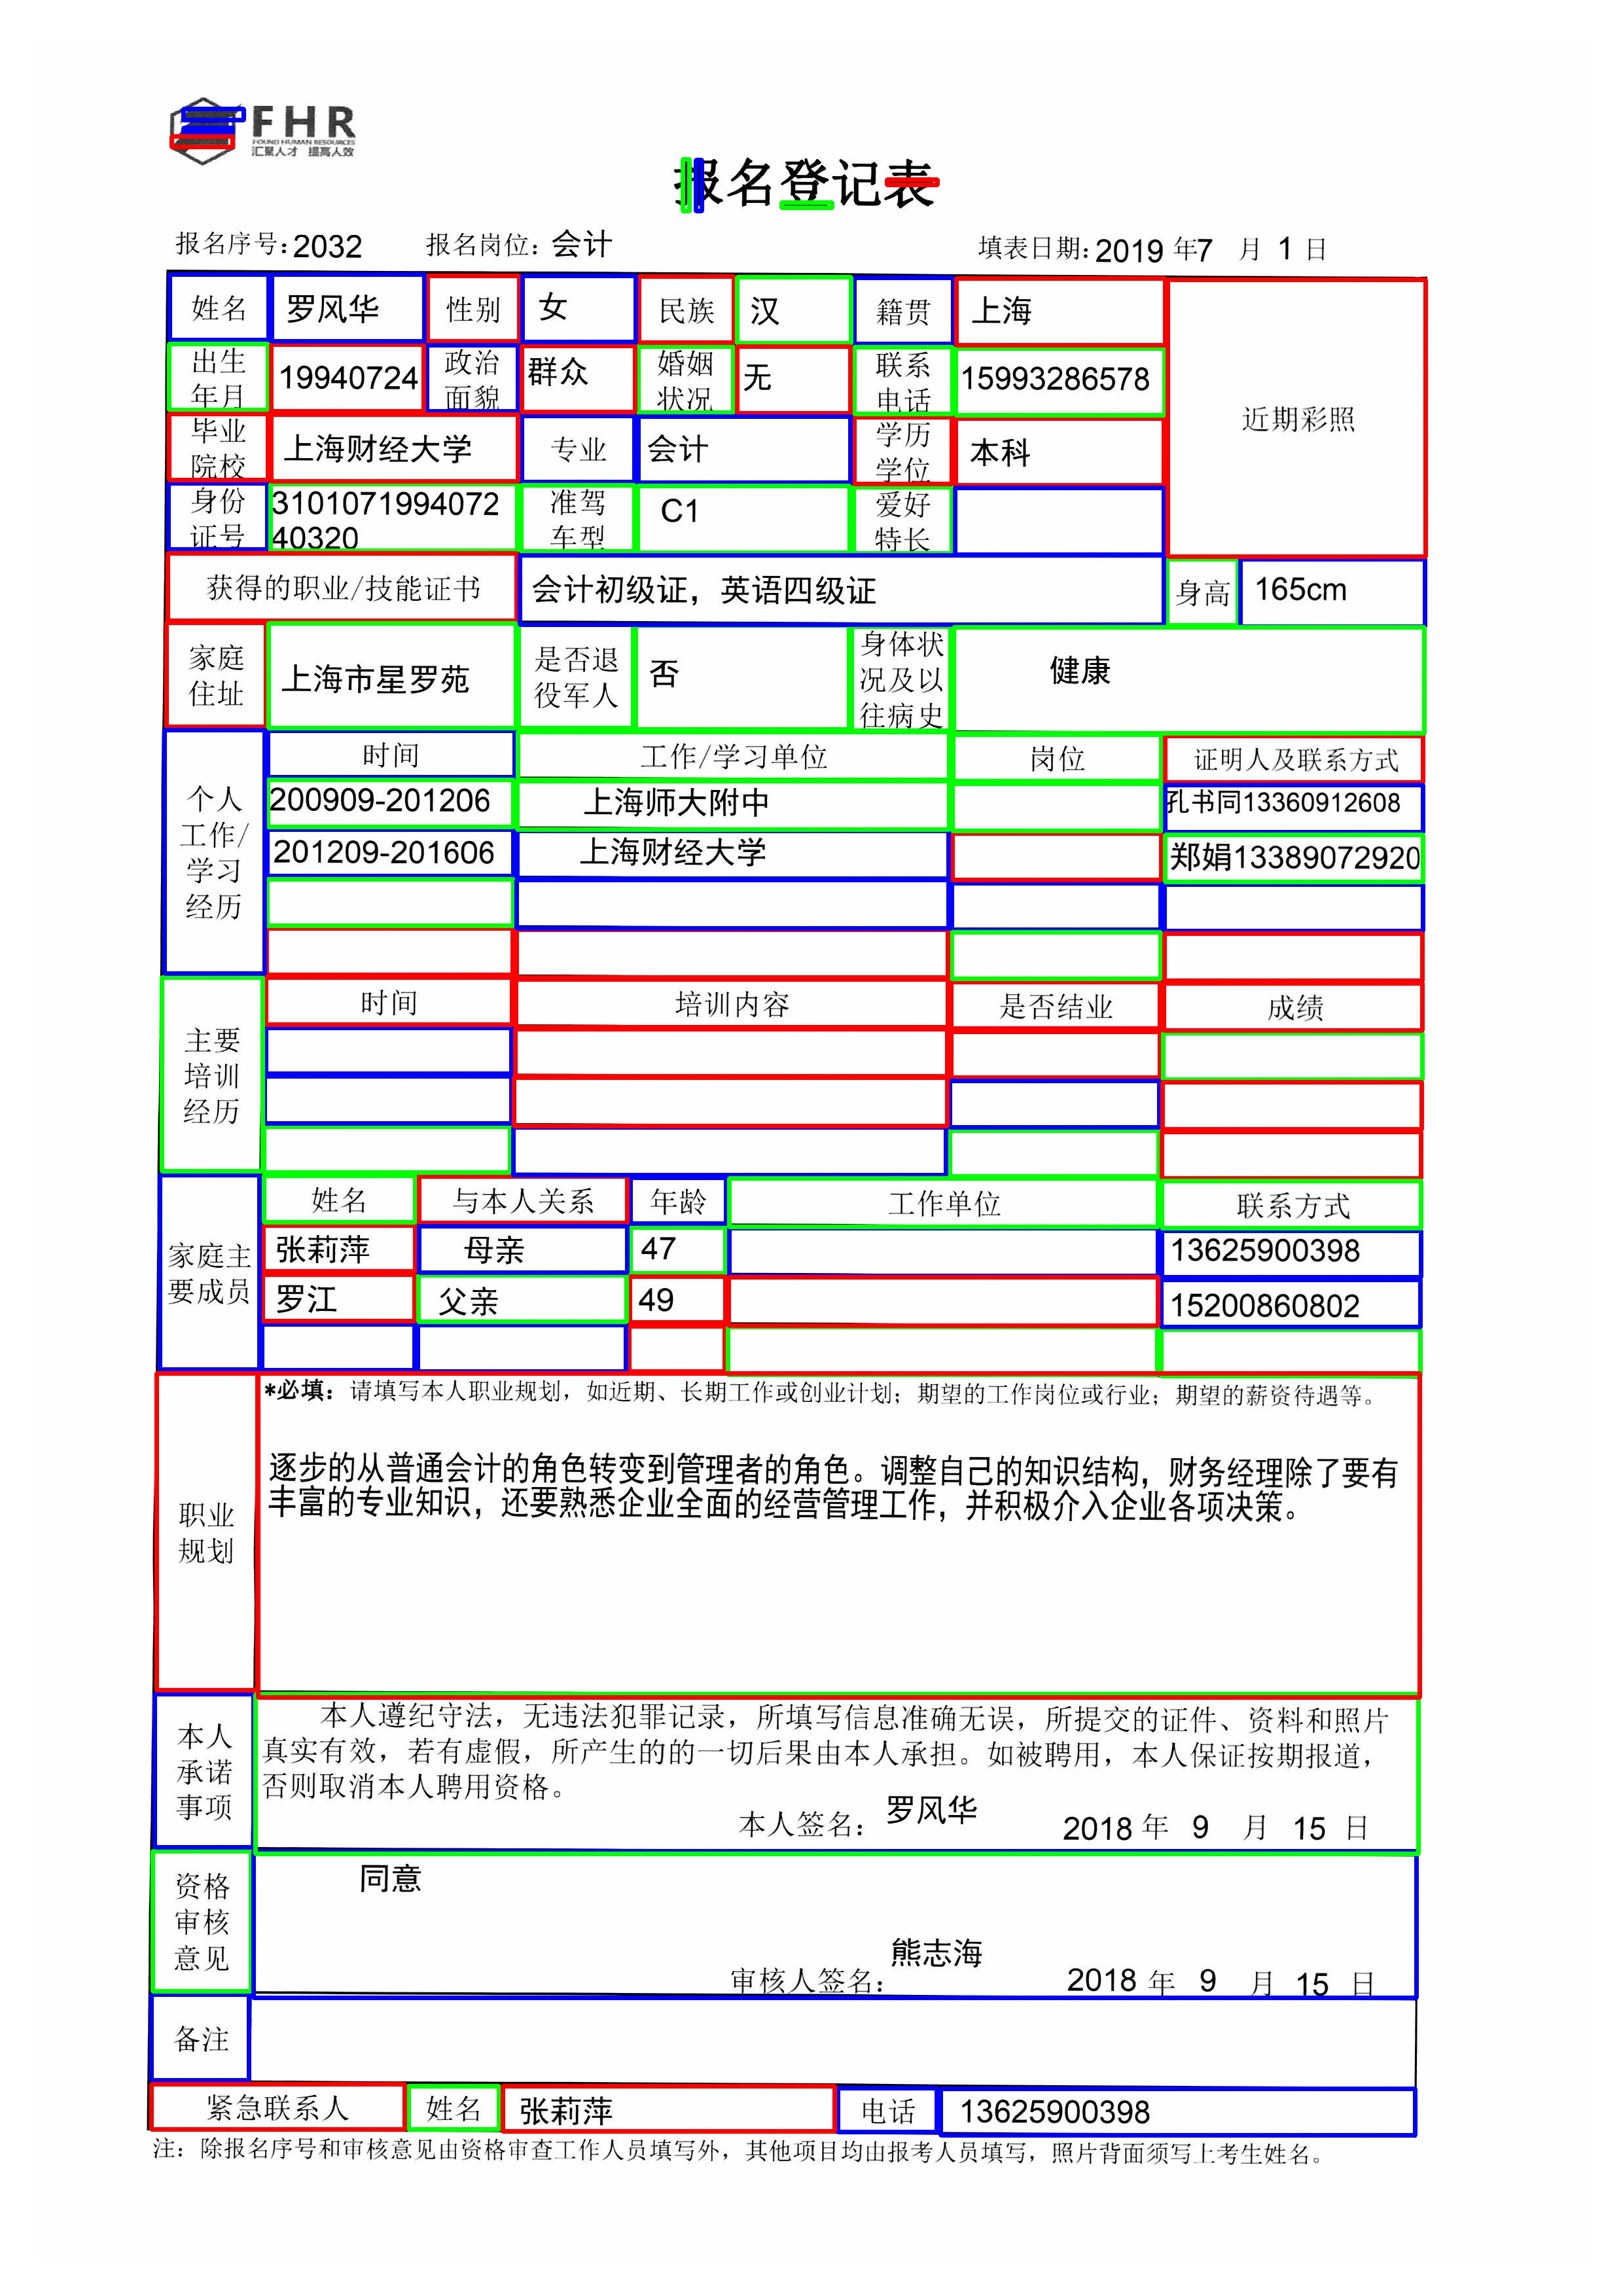 FHR
FOUND HUMAN RESOURCES
汇聚人才 提高人效
报名登记表
报名序号：2032 报名岗位：会计 填表日期：2019 年7 月 1 日
姓名 罗风华 性别 女 民族 汉 籍贯 上海
出生年月 19940724 政治面貌 群众 婚姻状况 无 联系电话 15993286578
近期彩照
毕业院校 上海财经大学 专业 会计 学历学位 本科
身份证号 310107199407240320 准驾车型 C1 爱好特长
获得的职业/技能证书 会计初级证，英语四级证 身高 165cm
家庭住址 上海市星罗苑 是否退役军人 否 身体状况及以往病史 健康
个人工作/学习经历
时间 工作/学习单位 岗位 证明人及联系方式
200909-201206 上海师大附中 孔书同13360912608
201209-201606 上海财经大学 郑娟13389072920
主要培训经历
时间 培训内容 是否结业 成绩
家庭主要成员
姓名 与本人关系 年龄 工作单位 联系方式
张莉萍 母亲 47 13625900398
罗江 父亲 49 15200860802
职业规划
*必填：请填写本人职业规划，如近期、长期工作或创业计划；期望的工作岗位或行业；期望的薪资待遇等。
逐步的从普通会计的角色转变到管理者的角色。调整自己的知识结构，财务经理除了要有
丰富的专业知识，还要熟悉企业全面的经营管理工作，并积极介入企业各项决策。
本人承诺事项
本人遵纪守法，无违法犯罪记录，所填写信息准确无误，所提交的证件、资料和照片
真实有效，若有虚假，所产生的的一切后果由本人承担。如被聘用，本人保证按期报道，
否则取消本人聘用资格。
本人签名：罗风华 2018 年 9 月 15 日
资格审核意见
同意
审核人签名：熊志海 2018 年 9 月 15 日
备注
紧急联系人 姓名 张莉萍 电话 13625900398
注：除报名序号和审核意见由资格审查工作人员填写外，其他项目均由报考人员填写，照片背面须写上考生姓名。